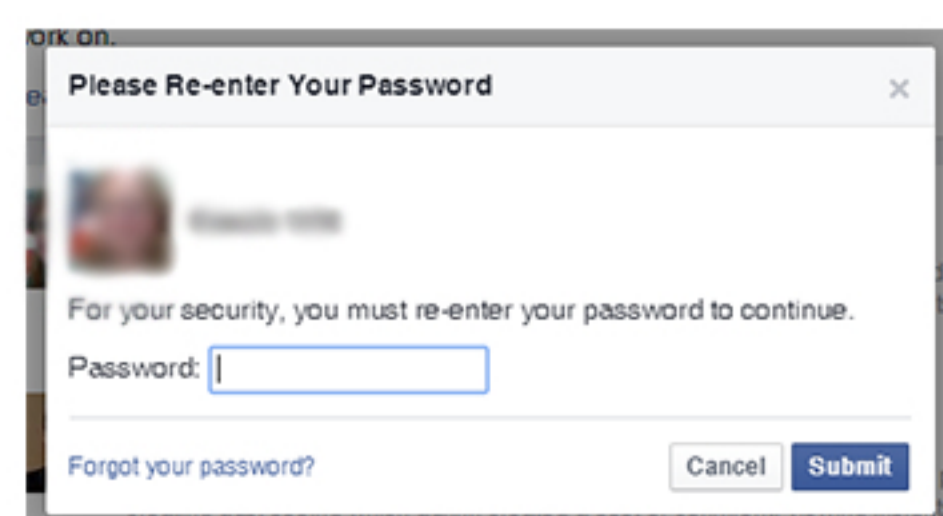 ork on.
Please Re-enter Your Password
For your security, you must re-enter your password to continue.
Password:
Forgot your password?
Cancel
Submit